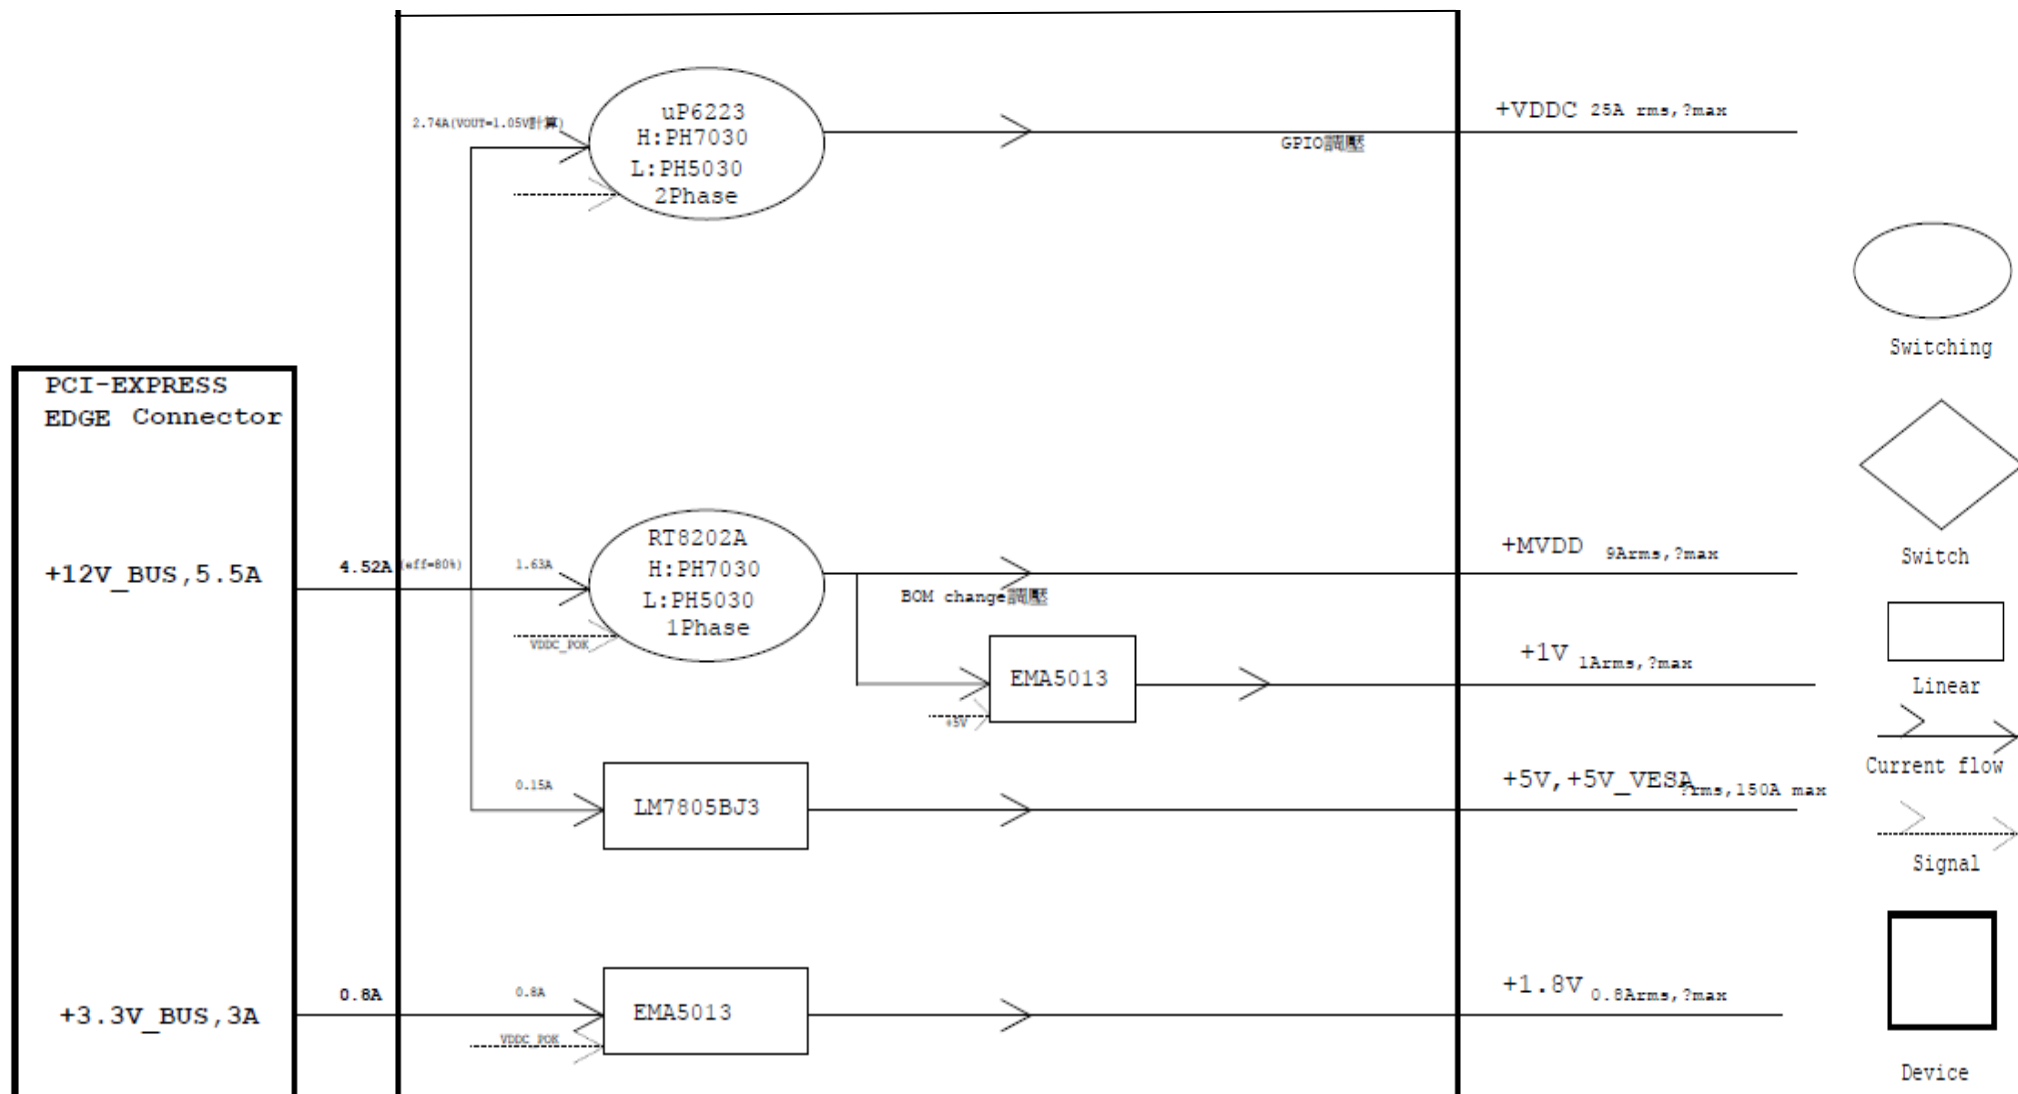 uP6223
H:PH7030
L:PH5030
2Phase
2.74A(VOUT=1.05V計算)
GPIO調壓
+VDDC 25A rms,?max
Switching
PCI-EXPRESS
EDGE Connector
+12V_BUS,5.5A
4.52A (eff=80%)
1.63A
RT8202A
H:PH7030
L:PH5030
1Phase
VDDC_POK
BOM change調壓
+MVDD 9Arms,?max
Switch
EMA5013
+5V
+1V 1Arms,?max
Linear
0.15A
LM7805BJ3
+5V,+5V_VESA ?rms,150A max
Current flow
Signal
+3.3V_BUS,3A
0.8A
0.8A
EMA5013
VDDC_POK
+1.8V 0.8Arms,?max
Device